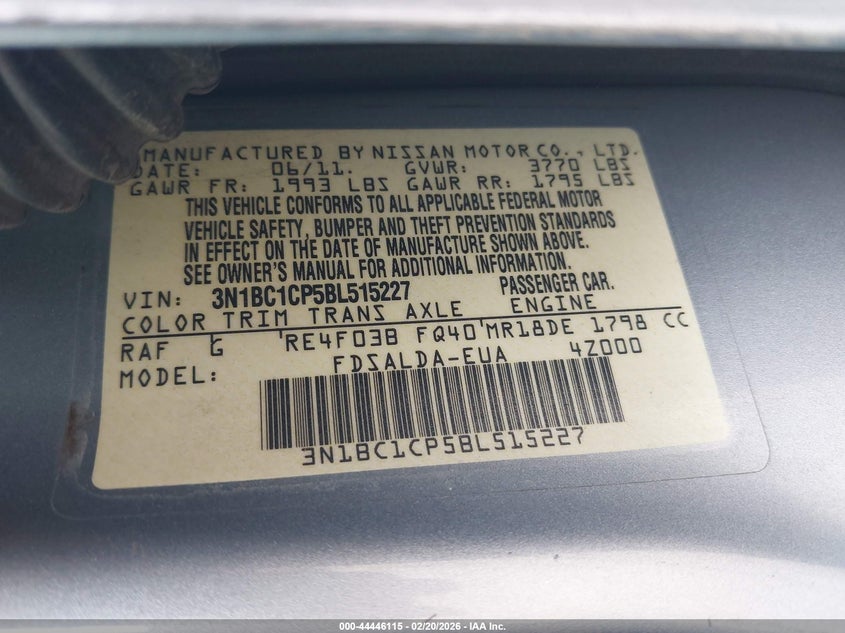 MANUFACTURED BY NISSAN MOTOR CO., LTD.
DATE: 06/11. GVWR: 3770 LBS
GAWR FR: 1993 LBS GAWR RR: 1795 LBS
THIS VEHICLE CONFORMS TO ALL APPLICABLE FEDERAL MOTOR
VEHICLE SAFETY, BUMPER AND THEFT PREVENTION STANDARDS
IN EFFECT ON THE DATE OF MANUFACTURE SHOWN ABOVE.
SEE OWNER'S MANUAL FOR ADDITIONAL INFORMATION.
VIN: 3N1BC1CP5BL515227 PASSENGER CAR.
COLOR TRIM TRANS AXLE ENGINE
RAF G RE4F03B FQ40 MR18DE 1798 CC
MODEL: FDSALDA-EUA 4Z000
3N1BC1CP5BL515227
000-44446115 - 02/20/2026 - IAA Inc.